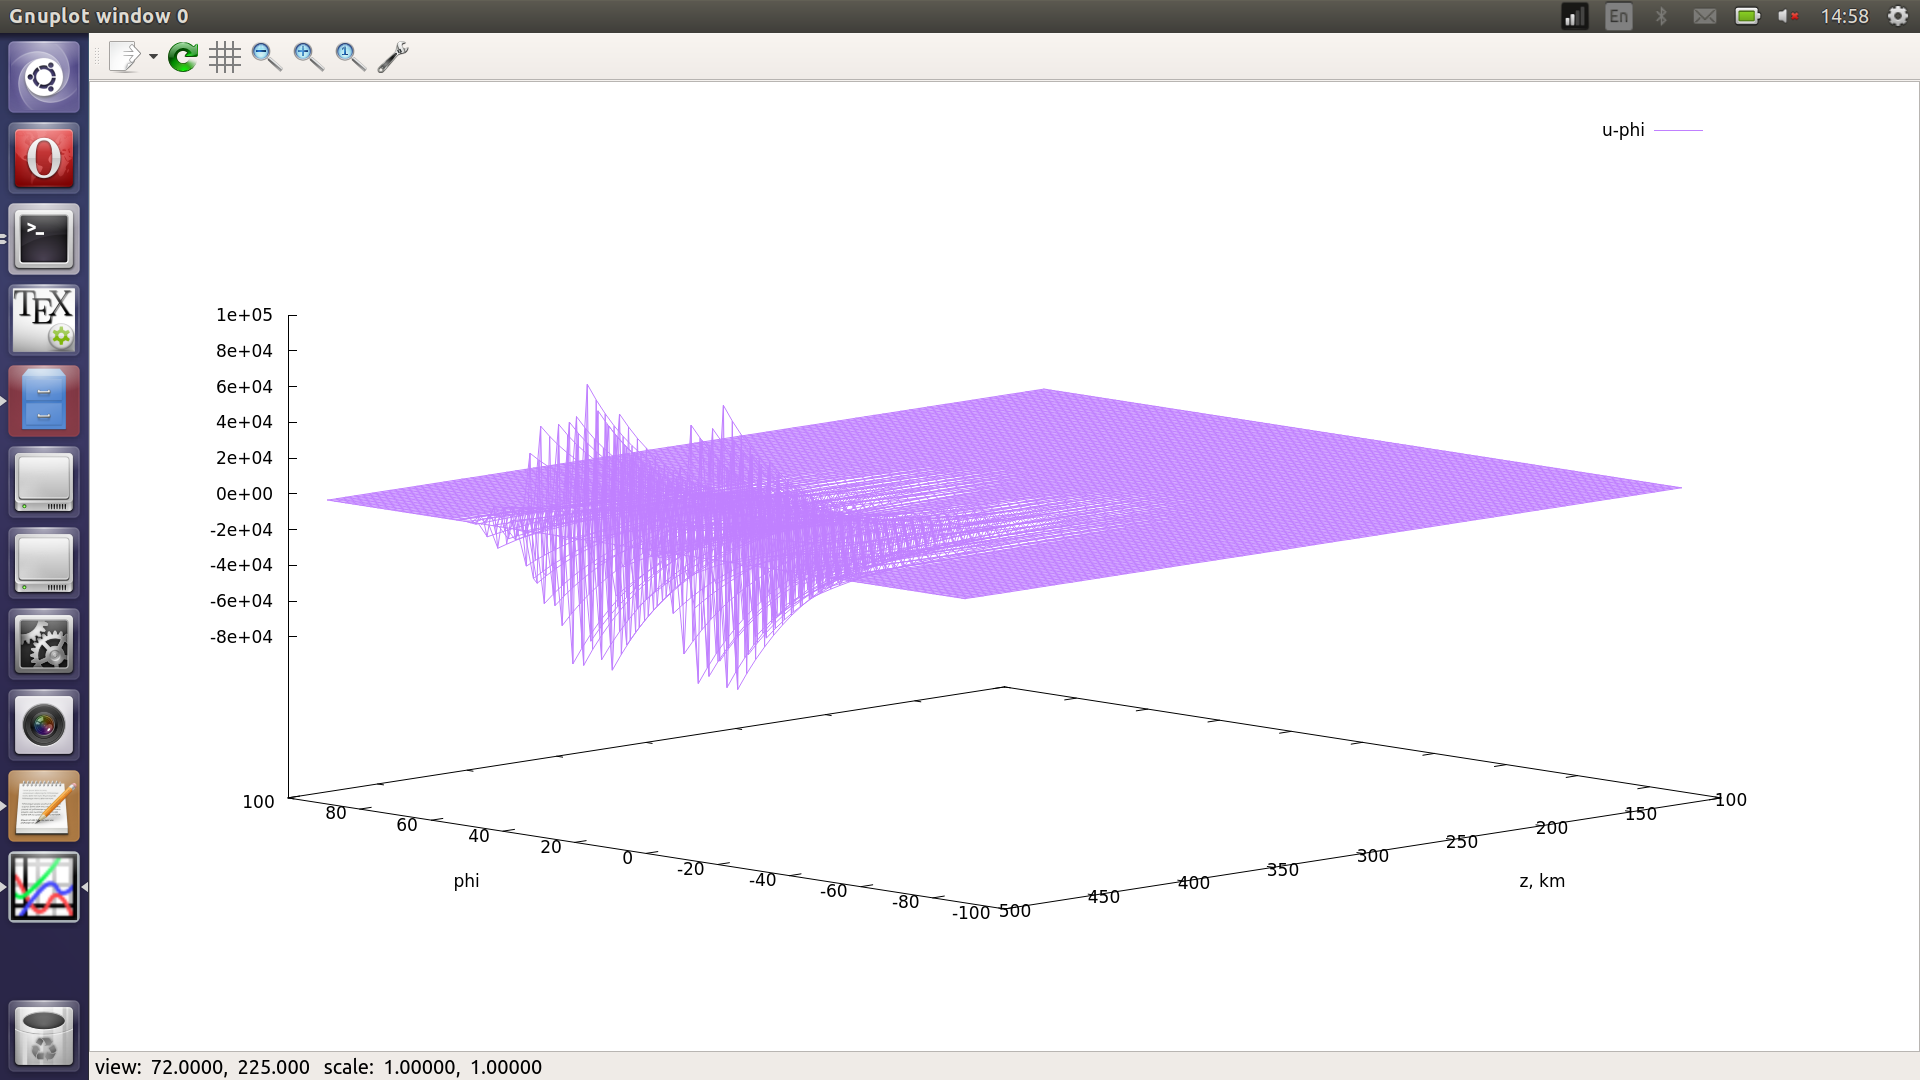 Gnuplot window 0
En
14:58
1
u-phi
1e+05
8e+04
6e+04
4e+04
2e+04
0e+00
-2e+04
-4e+04
-6e+04
-8e+04
100
80
60
40
20
0
-20
-40
-60
-80
-100
500
450
400
350
300
250
200
150
100
phi
z, km
O
>_
TEX
view: 72.0000, 225.000 scale: 1.00000, 1.00000